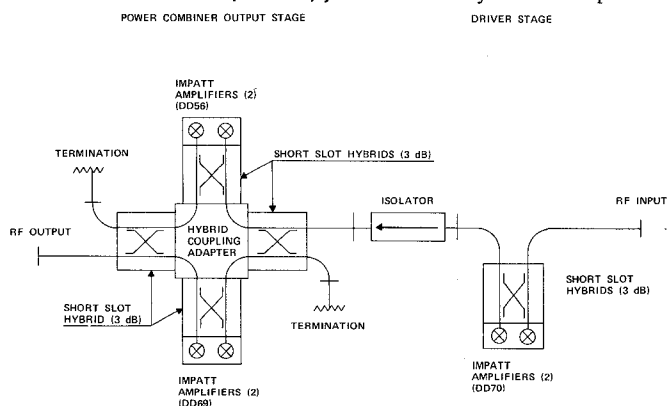 POWER COMBINER OUTPUT STAGE
DRIVER STAGE
IMPATT
AMPLIFIERS (2)
(DD56)
TERMINATION
SHORT SLOT HYBRIDS (3 dB)
ISOLATOR
RF INPUT
RF OUTPUT
HYBRID
COUPLING
ADAPTER
SHORT SLOT
HYBRID (3 dB)
TERMINATION
SHORT SLOT
HYBRIDS (3 dB)
IMPATT
AMPLIFIERS (2)
(DD69)
IMPATT
AMPLIFIERS (2)
(DD70)